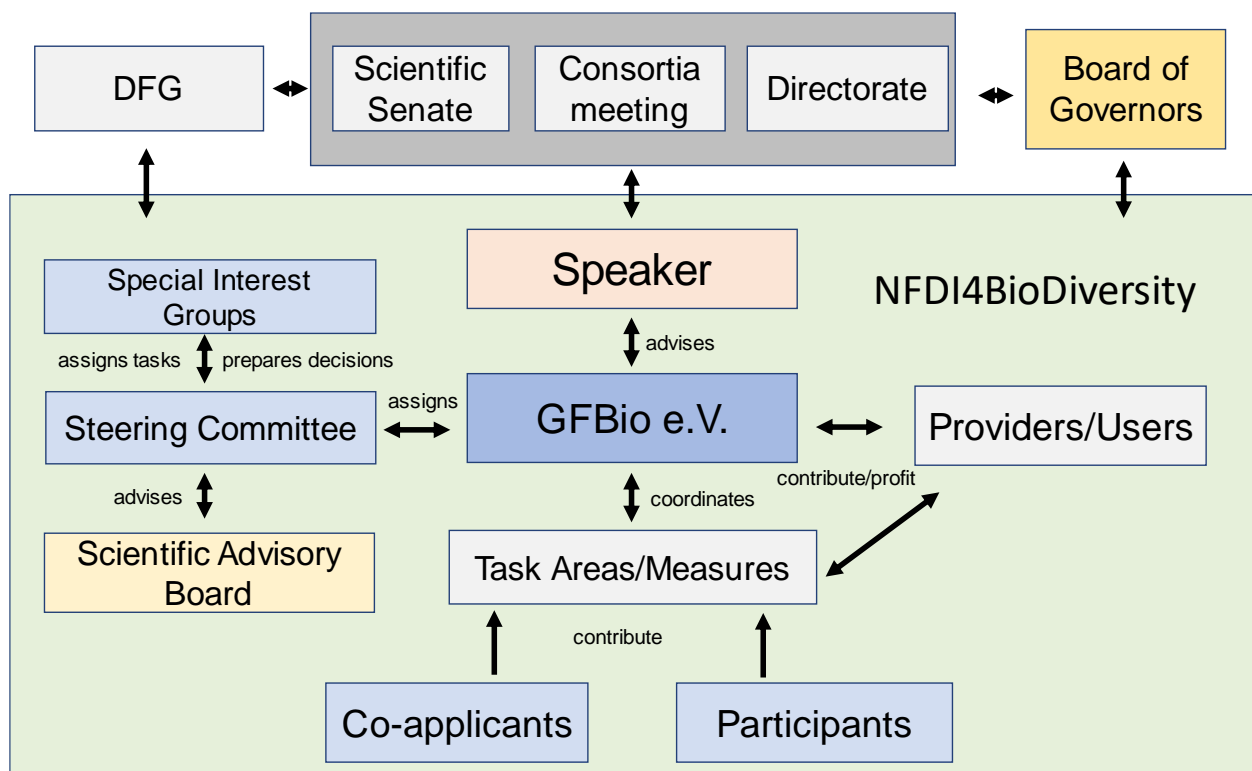 DFG
Scientific
Senate
Consortia
meeting
Directorate
Board of
Governors
Speaker
NFDI4BioDiversity
Special Interest
Groups
advises
assigns tasks
prepares decisions
Steering Committee
assigns
GFBio e.V.
Providers/Users
advises
coordinates
contribute/profit
Scientific Advisory
Board
Task Areas/Measures
contribute
Co-applicants
Participants